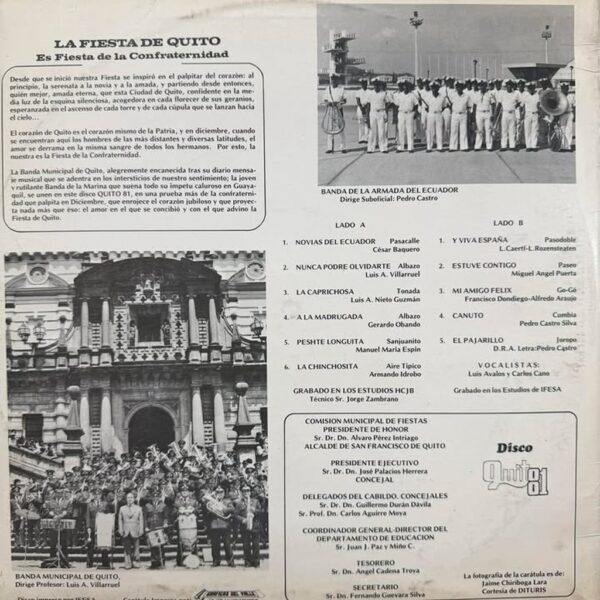 LA FIESTA DE QUITO
Es Fiesta de la Confraternidad
Desde que se inició nuestra Fiesta se inspiró en el palpitar del corazón: al
principio, la serenata a la novia y a la amada, y partiendo desde entonces,
quién mejor, amada eterna, que esta Ciudad de Quito, confidente en la me-
dia luz de la esquina silenciosa, acogedora en cada florecer de sus geranios,
esperanzada en el ascenso de cada torre y de cada cúpula que se lanzan hacia
el cielo...
El corazón de Quito es el corazón mismo de la Patria, y en diciembre, cuando
se encuentran aquí los hombres de las más distantes y diversas latitudes, el
amor se derrama en la misma sangre de todos los hermanos. Por esto, la
nuestra es la Fiesta de la Confraternidad.
La Banda Municipal de Quito, alegremente encanecida tras su diario mensa-
je musical que se adentra en los intersticios de nuestro sentimiento; la joven
y rutilante Banda de la Marina que suena todo su ímpetu caluroso en Guaya-
quil, se unen en este disco QUITO 81, en una prueba más de la confraterni-
dad que palpita en Diciembre, que enrojece el corazón jubiloso y que proyec-
ta nada más que éso: el amor en el que se concibió y con el que advino la
Fiesta de Quito.
BANDA DE LA ARMADA DEL ECUADOR
Dirige Suboficial: Pedro Castro
LADO A
1. NOVIAS DEL ECUADOR Pasacalle
César Baquero
2. NUNCA PODRE OLVIDARTE Albazo
Luis A. Villarruel
3. LA CAPRICHOSA Tonada
Luis A. Nieto Guzmán
4. A LA MADRUGADA Albazo
Gerardo Obando
5. PESHTE LONGUITA Sanjuanito
Manuel María Espín
6. LA CHINCHOSITA Aire Típico
Armando Idrobo
GRABADO EN LOS ESTUDIOS HCJB
Técnico Sr. Jorge Zambrano
LADO B
1. Y VIVA ESPAÑA Pasodoble
L. Caertl-L. Rozensteaten
2. ESTUVE CONTIGO Paseo
Miguel Angel Puerta
3. MI AMIGO FELIX Go-Gó
Francisco Dondiego-Alfredo Araujo
4. CANUTO Cumbia
Pedro Castro Silva
5. EL PAJARILLO Joropo
D.R.A. Letra:Pedro Castro
VOCALISTAS:
Luis Avalos y Carlos Cano
Grabado en los Estudios de IFESA
COMISION MUNICIPAL DE FIESTAS
PRESIDENTE DE HONOR
Sr. Dr. Dn. Alvaro Pérez Intriago
ALCALDE DE SAN FRANCISCO DE QUITO
PRESIDENTE EJECUTIVO
Sr. Dr. Dn. José Palacios Herrera
CONCEJAL
DELEGADOS DEL CABILDO. CONCEJALES
Sr. Dr. Dn. Guillermo Durán Dávila
Sr. Prof. Dn. Carlos Aguirre Moya
COORDINADOR GENERAL-DIRECTOR DEL
DEPARTAMENTO DE EDUCACION
Sr. Juan J. Paz y Miño C.
TESORERO
Sr. Dn. Angel Cadena Troya
SECRETARIO
Sr. Dn. Fernando Guevara Silva
Disco
Quito
81
La fotografía de la carátula es de:
Jaime Chiriboga Lara
Cortesía de DITURIS
BANDA MUNICIPAL DE QUITO,
Dirige Profesor: Luis A. Villarruel
Disco impreso por IFESA